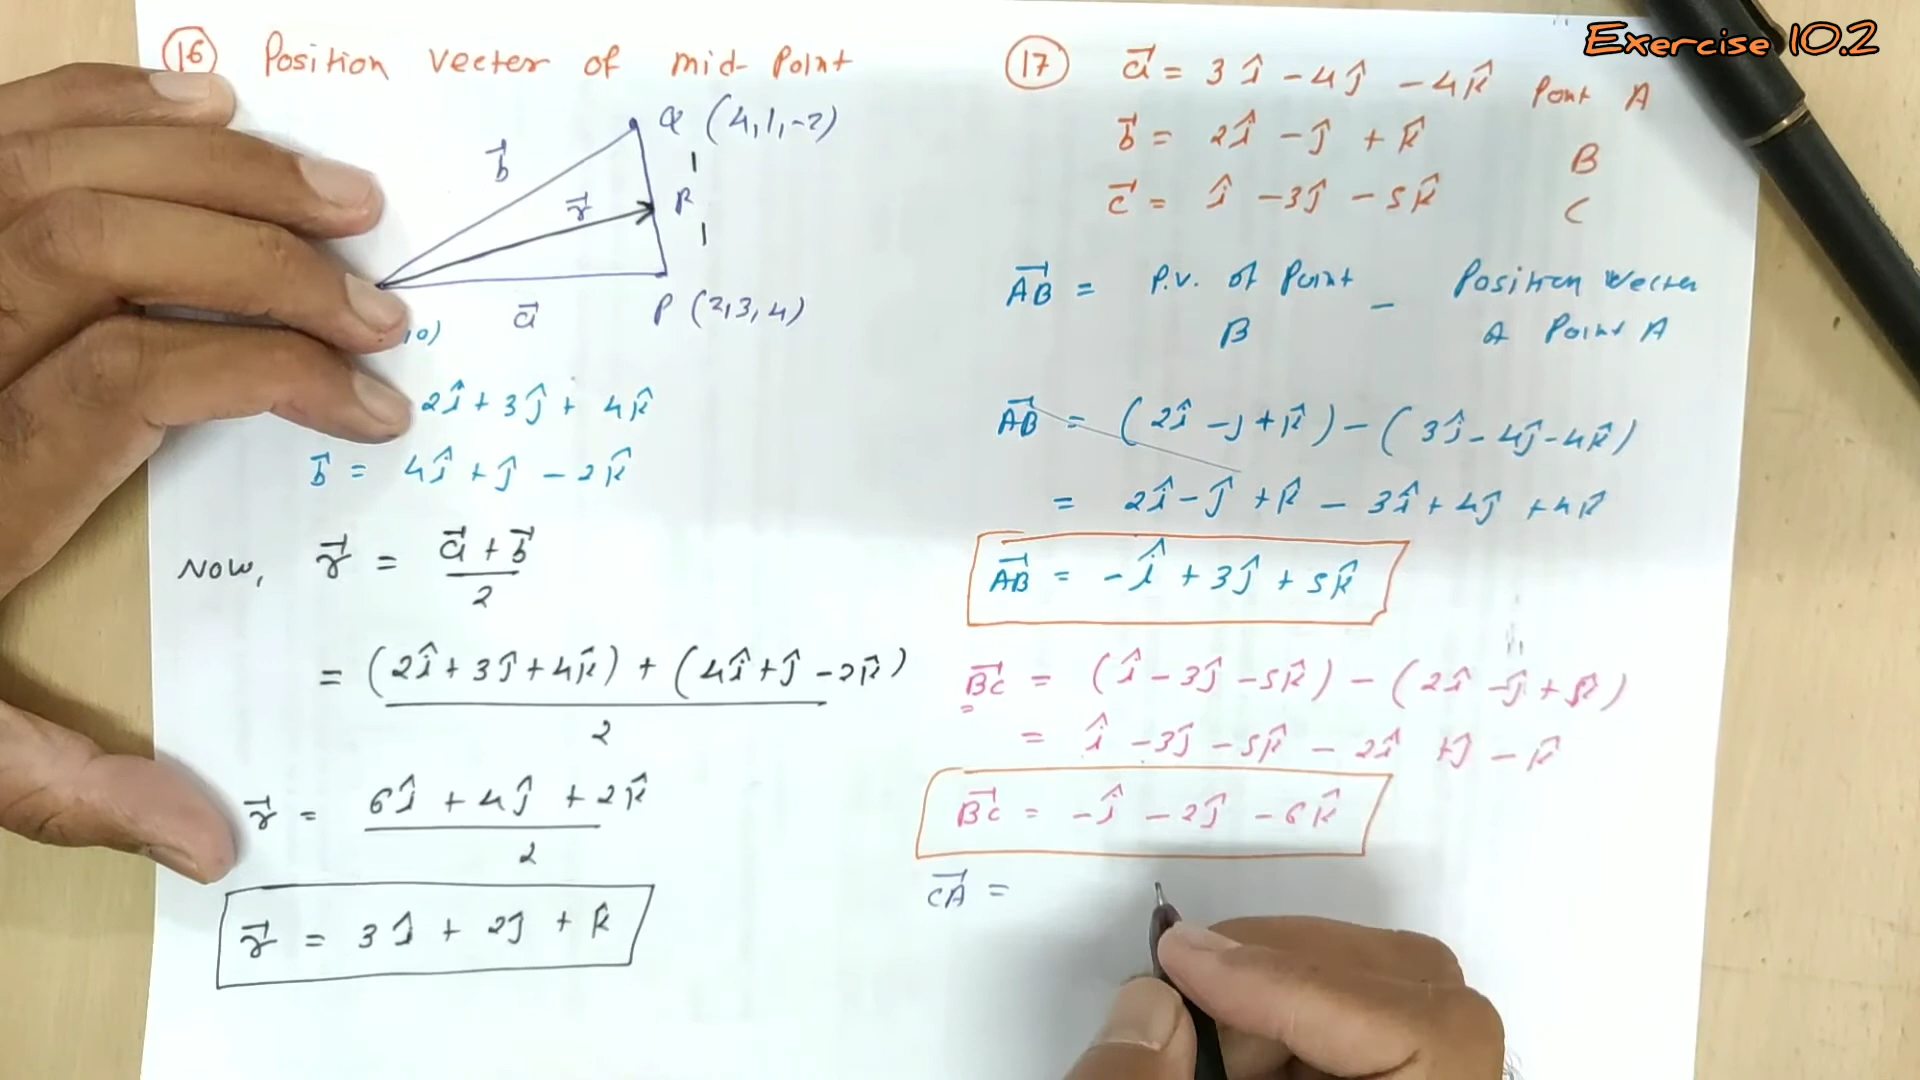 Exercise 10.2
(16) Position vector of mid-Point
Q (4,1,-2)
b⃗
r⃗
R
a⃗
P (2,3,4)
,0)
2î + 3ĵ + 4k̂
b⃗ = 4î + ĵ - 2k̂
Now, r⃗ = (a⃗ + b⃗)/2
= ((2î + 3ĵ + 4k̂) + (4î + ĵ - 2k̂))/2
r⃗ = (6î + 4ĵ + 2k̂)/2
r⃗ = 3î + 2ĵ + k̂
(17) a⃗ = 3î - 4ĵ - 4k̂ Point A
b⃗ = 2î - ĵ + k̂ B
c⃗ = î - 3ĵ - 5k̂ C
AB⃗ = P.V. of Point B - Position Vector of Point A
AB⃗ = (2î - ĵ + k̂) - (3î - 4ĵ - 4k̂)
= 2î - ĵ + k̂ - 3î + 4ĵ + 4k̂
AB⃗ = -î + 3ĵ + 5k̂
BC⃗ = (î - 3ĵ - 5k̂) - (2î - ĵ + k̂)
= î - 3ĵ - 5k̂ - 2î + ĵ - k̂
BC⃗ = -î - 2ĵ - 6k̂
CA⃗ =